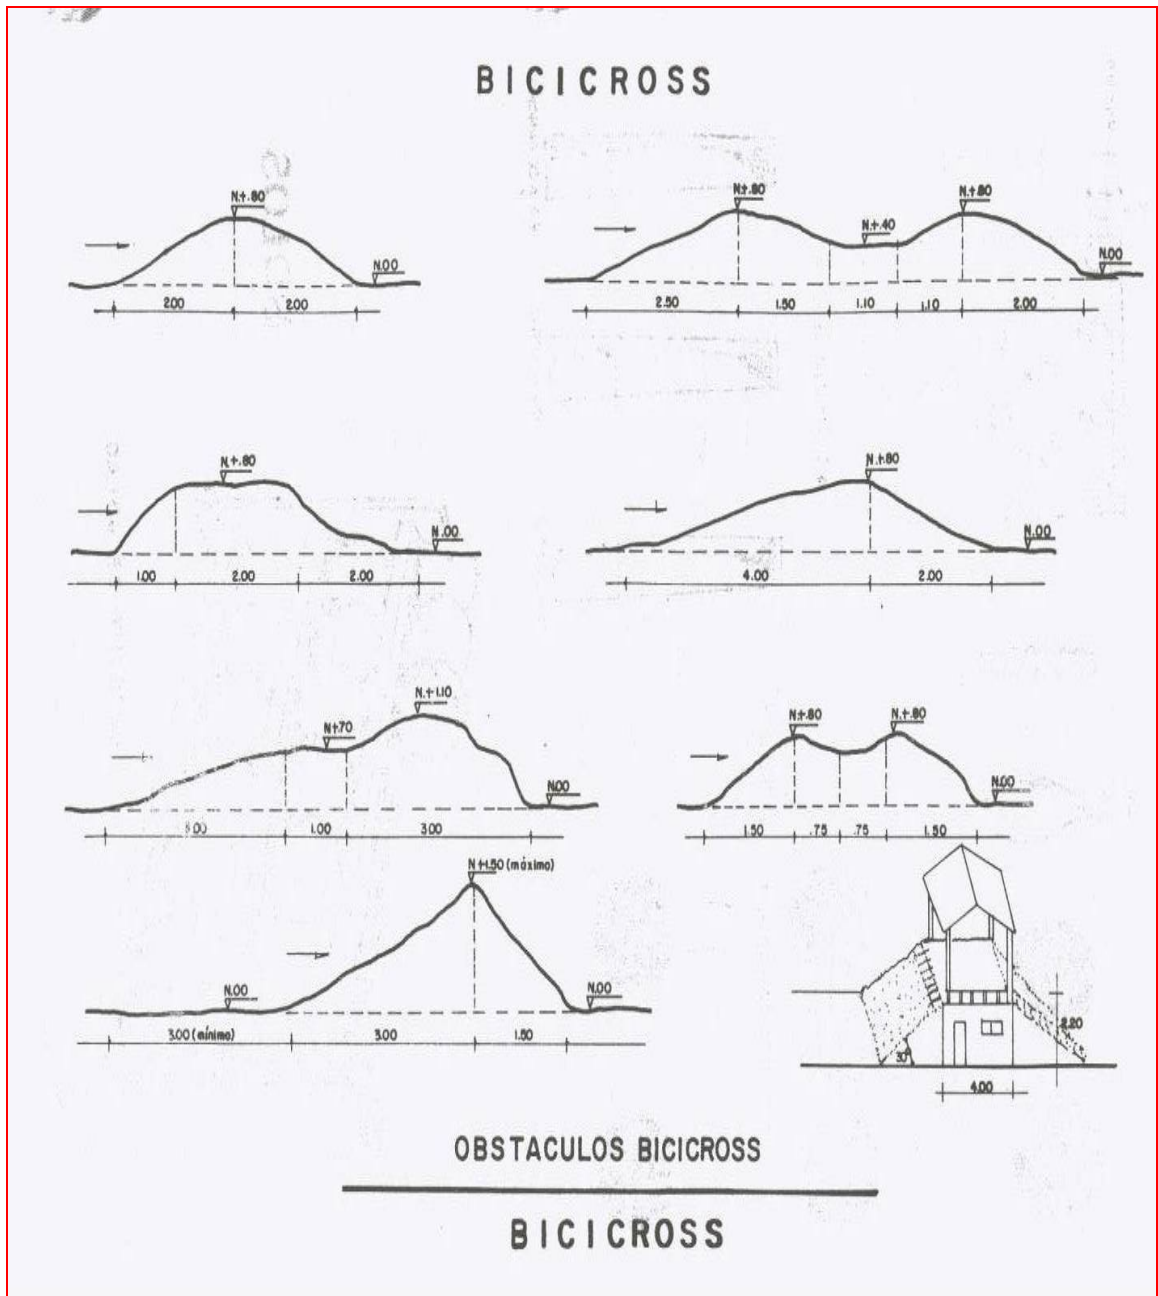 BICICROSS
N.+.80
N.00
2.00 2.00
N.+.80
N.+.40
N.+.80
N.00
2.50 1.50 1.10 1.10 2.00
N.+.80
N.00
1.00 2.00 2.00
N.+.80
N.00
4.00 2.00
N.+1.10
N+.70
N.00
1.00 3.00
N.+.80
N.+.80
N.00
1.50 .75 .75 1.50
N+1.50 (máximo)
N.00
N.00
3.00 (mínimo) 3.00 1.50
2.20
30°
4.00
OBSTACULOS BICICROSS
BICICROSS